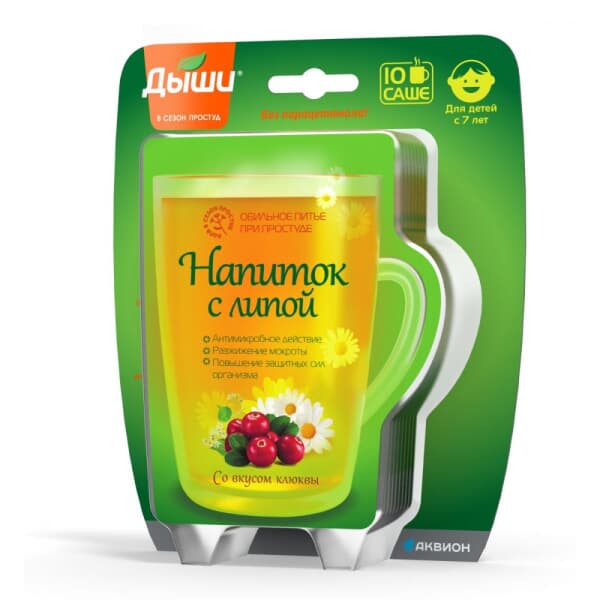 Дыши®
В СЕЗОН ПРОСТУД
Без парацетамола!
10
САШЕ
Для детей
с 7 лет
ОБИЛЬНОЕ ПИТЬЕ
ПРИ ПРОСТУДЕ
Напиток
с липой
Антимикробное действие
Разжижение мокроты
Повышение защитных сил
организма
Со вкусом клюквы
АКВИОН